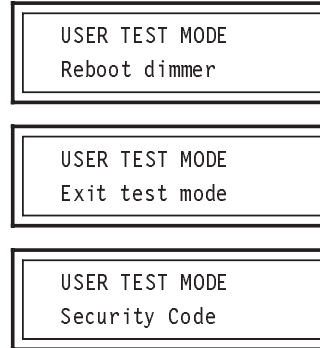 USER TEST MODE
Reboot dimmer
USER TEST MODE
Exit test mode
USER TEST MODE
Security Code